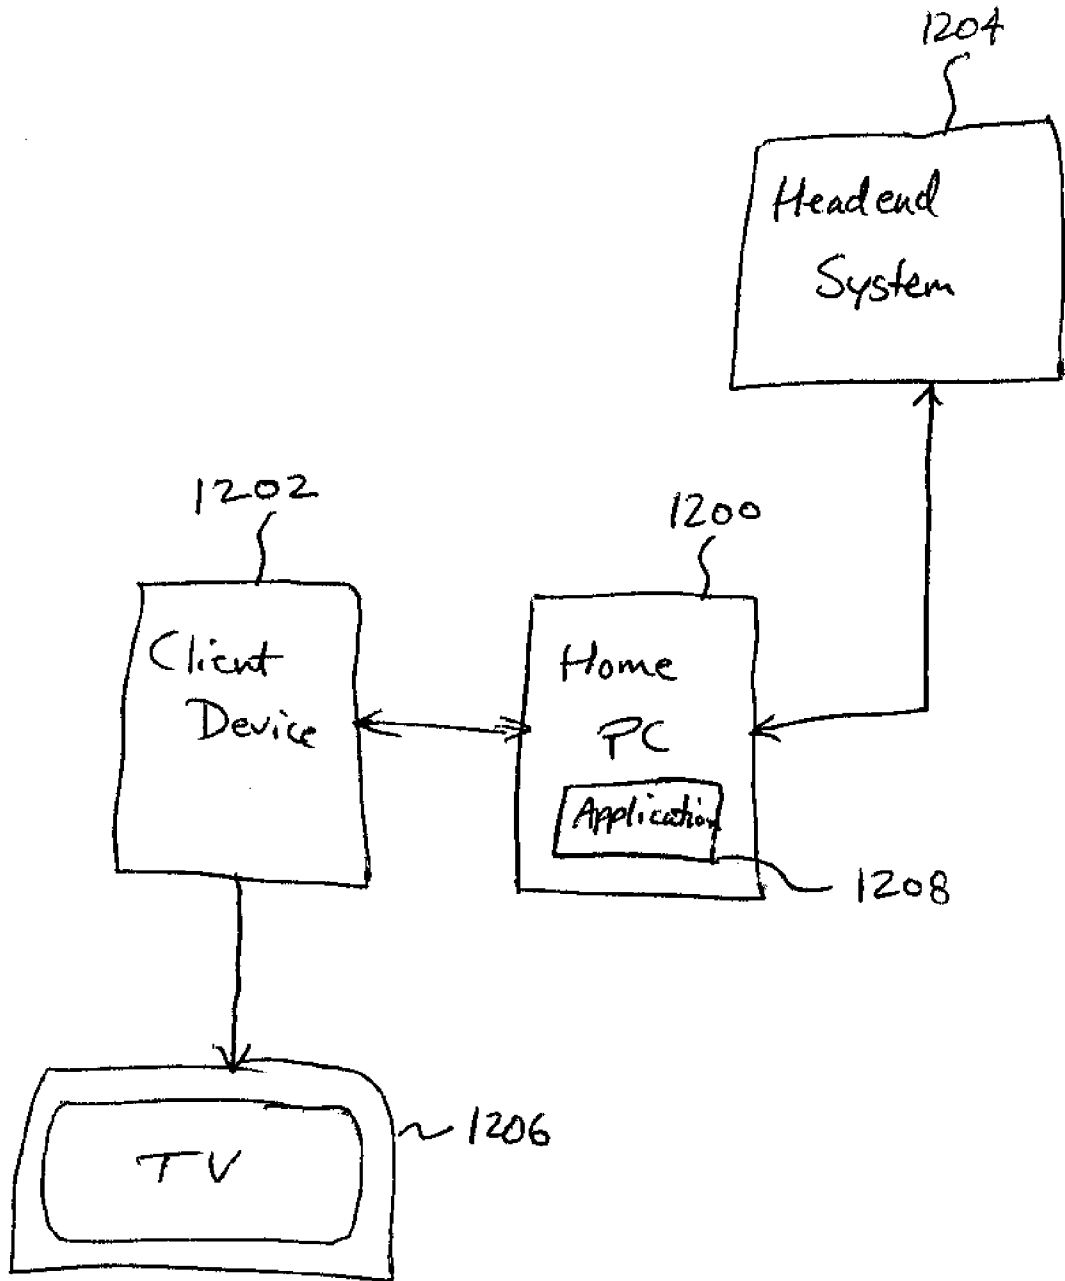 1204
Headend
System
1202
1200
Client
Device
Home
PC
Application
1208
TV
1206